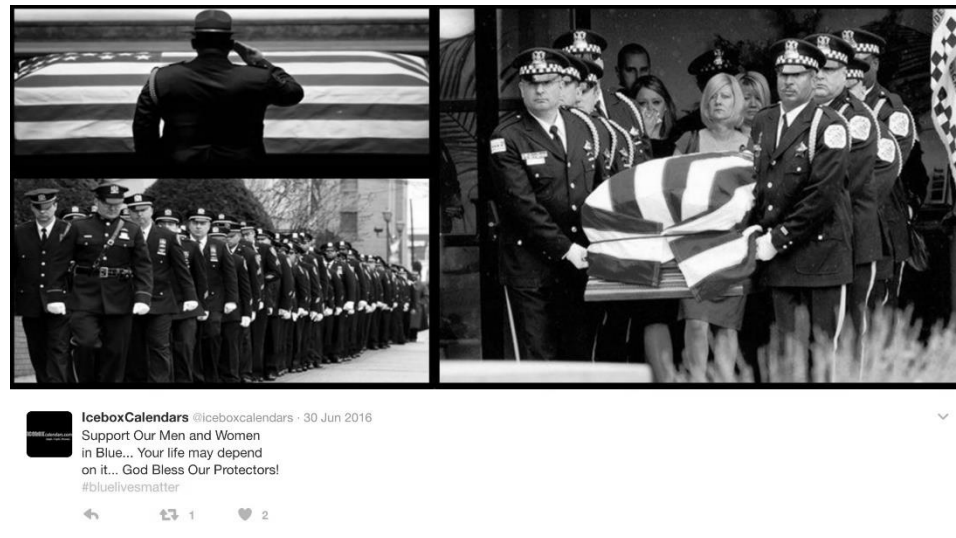 IceboxCalendars @iceboxcalendars · 30 Jun 2016
Support Our Men and Women
in Blue... Your life may depend
on it... God Bless Our Protectors!
#bluelivesmatter
1 2